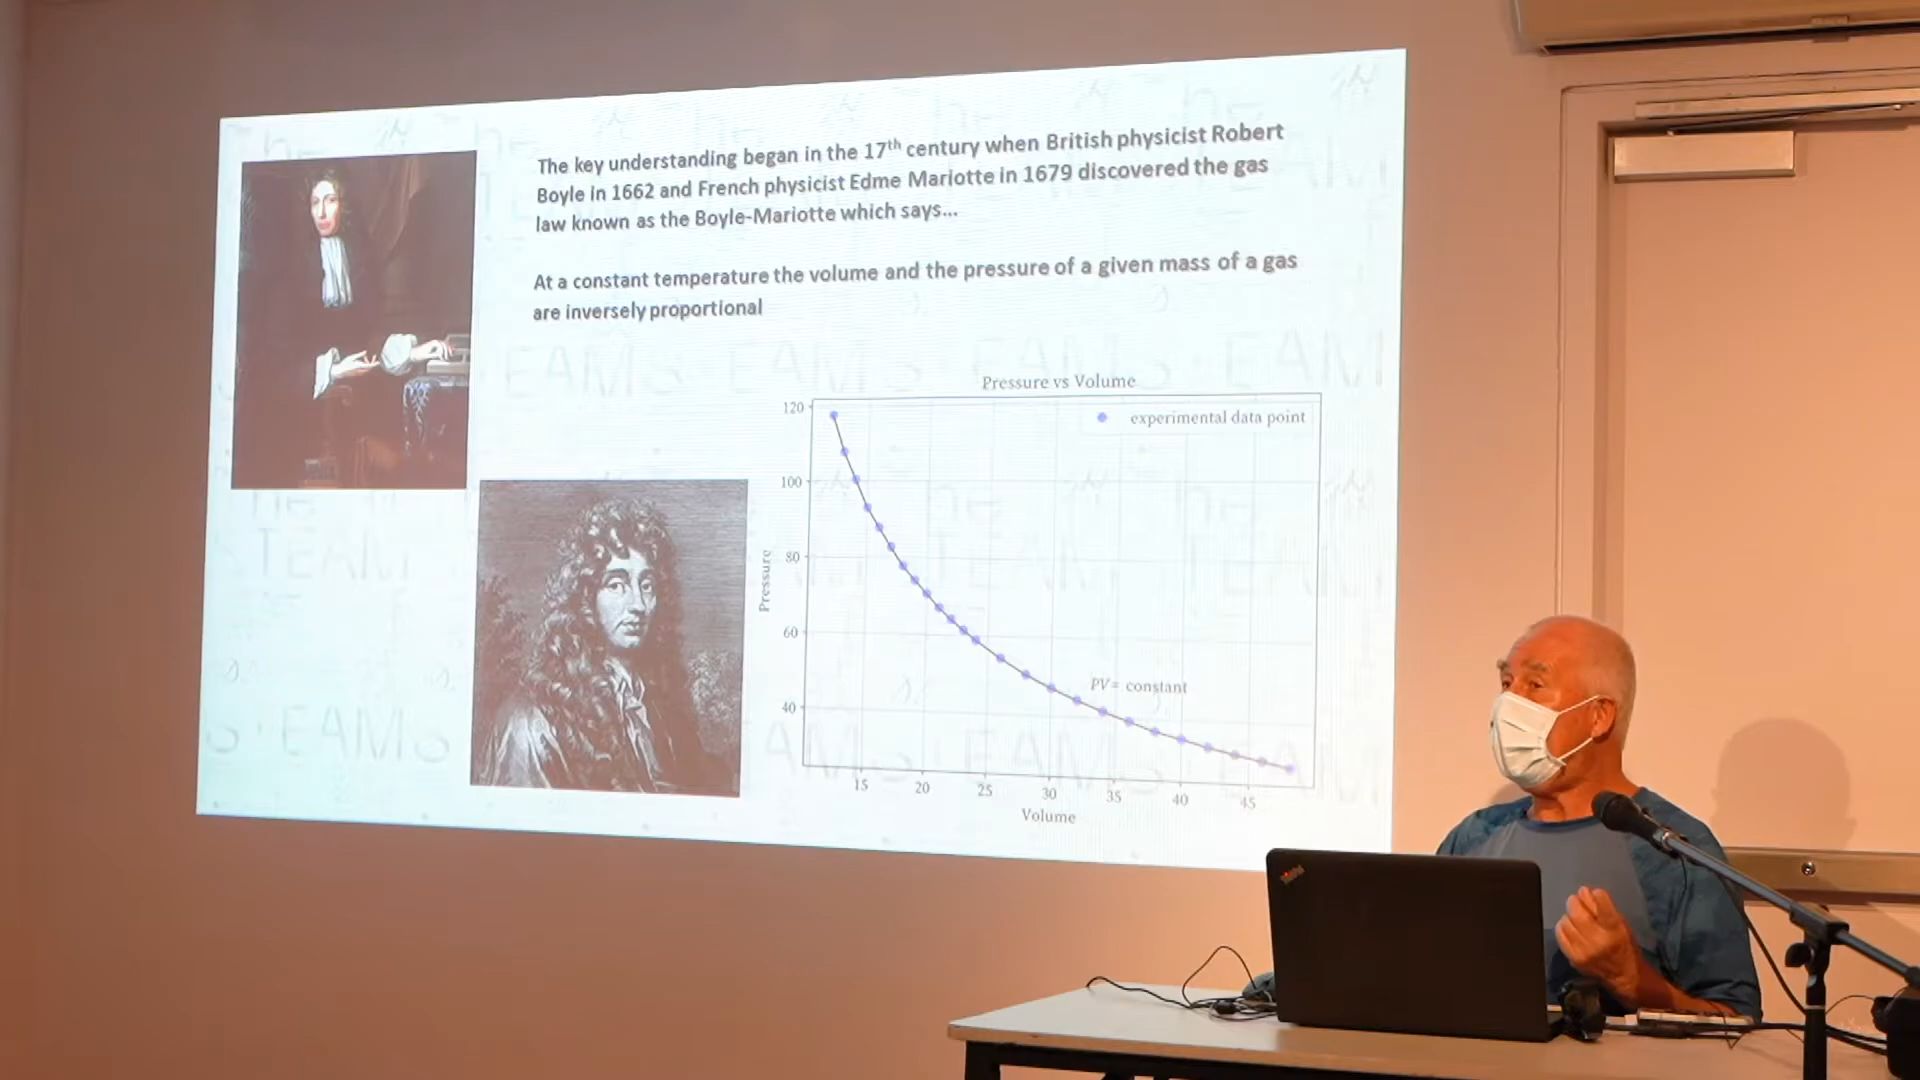 The key understanding began in the 17th century when British physicist Robert
Boyle in 1662 and French physicist Edme Mariotte in 1679 discovered the gas
law known as the Boyle-Mariotte which says...
At a constant temperature the volume and the pressure of a given mass of a gas
are inversely proportional
Pressure vs Volume
experimental data point
120
100
80
60
40
Pressure
PV= constant
15 20 25 30 35 40 45
Volume
ThinkPad